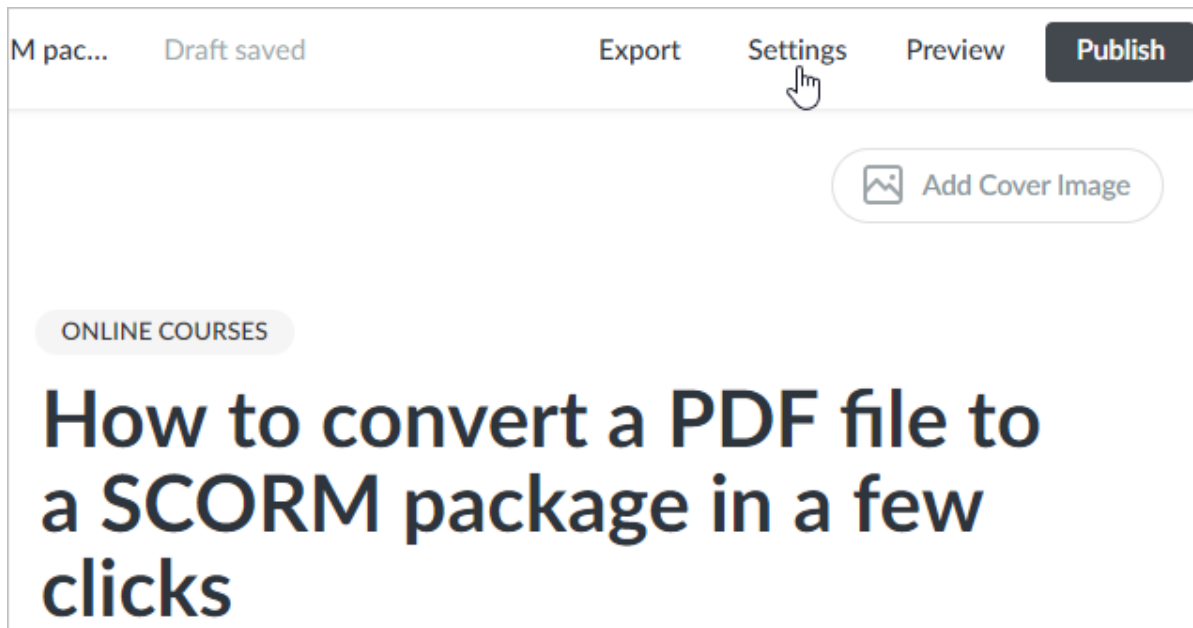 M pac... Draft saved Export Settings Preview Publish
Add Cover Image
ONLINE COURSES
How to convert a PDF file to
a SCORM package in a few
clicks